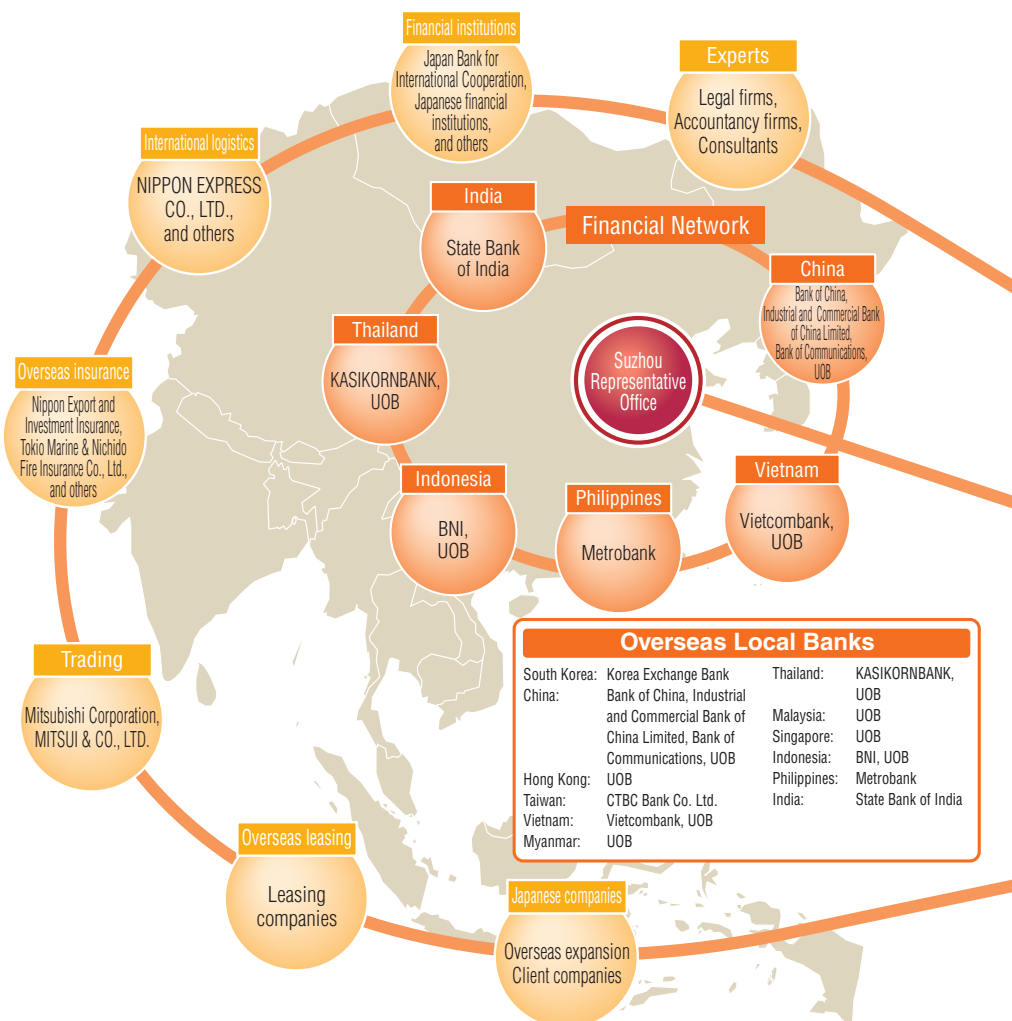 Financial institutions
Japan Bank for
International Cooperation,
Japanese financial
institutions,
and others
Experts
Legal firms,
Accountancy firms,
Consultants
International logistics
NIPPON EXPRESS
CO., LTD.,
and others
India
State Bank
of India
Financial Network
China
Bank of China,
Industrial and Commercial Bank
of China Limited,
Bank of Communications,
UOB
Thailand
KASIKORNBANK,
UOB
Suzhou
Representative
Office
Overseas insurance
Nippon Export and
Investment Insurance,
Tokio Marine & Nichido
Fire Insurance Co., Ltd.,
and others
Indonesia
BNI,
UOB
Philippines
Metrobank
Vietnam
Vietcombank,
UOB
Trading
Mitsubishi Corporation,
MITSUI & CO., LTD.
Overseas Local Banks
South Korea: Korea Exchange Bank
China: Bank of China, Industrial
and Commercial Bank of
China Limited, Bank of
Communications, UOB
Hong Kong: UOB
Taiwan: CTBC Bank Co. Ltd.
Vietnam: Vietcombank, UOB
Myanmar: UOB
Thailand: KASIKORNBANK,
UOB
Malaysia: UOB
Singapore: UOB
Indonesia: BNI, UOB
Philippines: Metrobank
India: State Bank of India
Overseas leasing
Leasing
companies
Japanese companies
Overseas expansion
Client companies